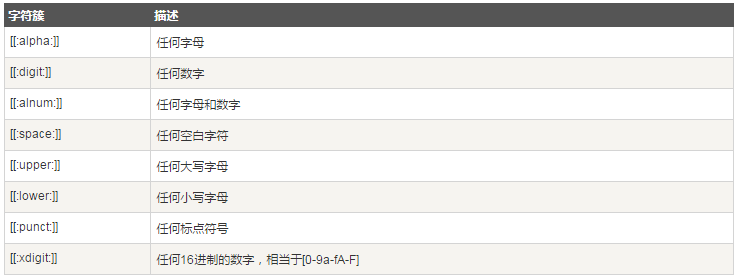 字符簇 描述
[[:alpha:]] 任何字母
[[:digit:]] 任何数字
[[:alnum:]] 任何字母和数字
[[:space:]] 任何空白字符
[[:upper:]] 任何大写字母
[[:lower:]] 任何小写字母
[[:punct:]] 任何标点符号
[[:xdigit:]] 任何16进制的数字，相当于[0-9a-fA-F]